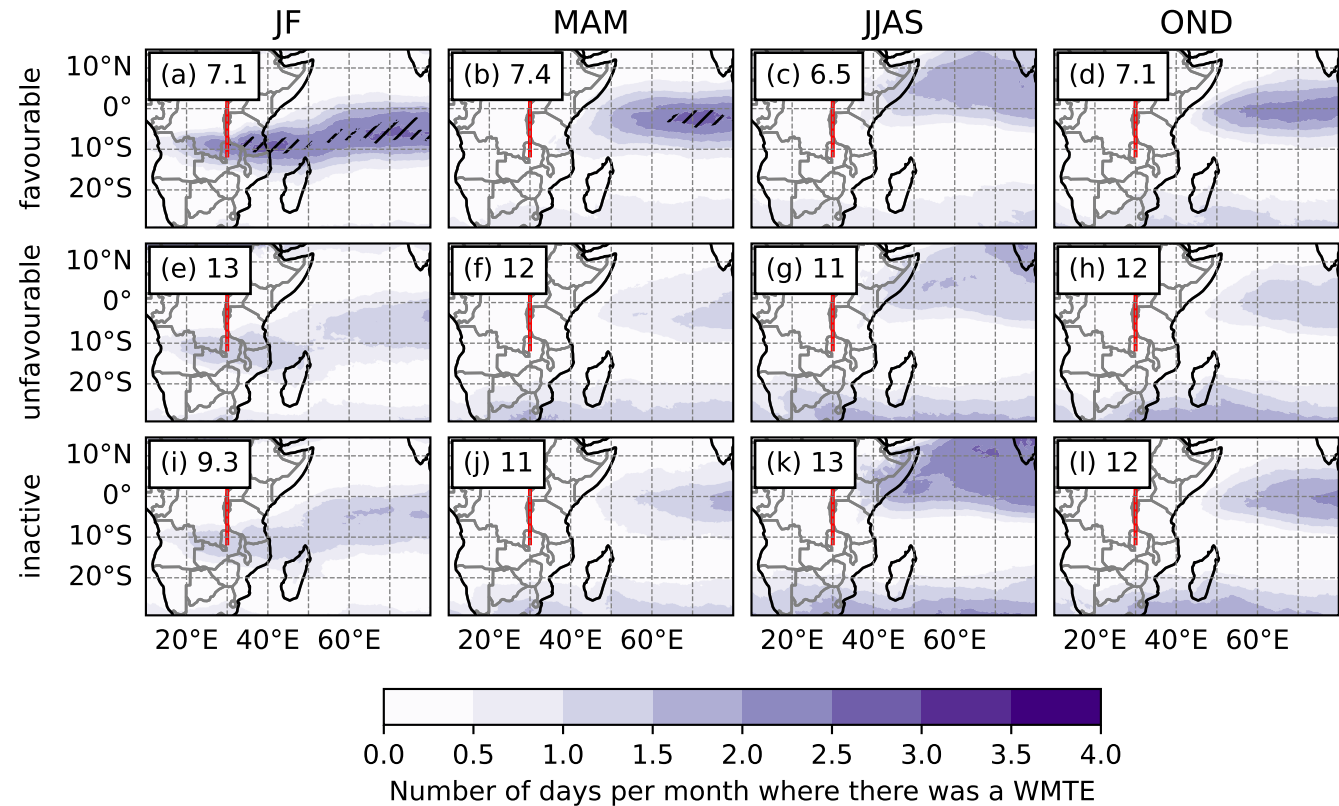 JF MAM JJAS OND
favourable
10°N
0°
10°S
20°S
(a) 7.1 (b) 7.4 (c) 6.5 (d) 7.1
unfavourable
10°N
0°
10°S
20°S
(e) 13 (f) 12 (g) 11 (h) 12
inactive
10°N
0°
10°S
20°S
(i) 9.3 (j) 11 (k) 13 (l) 12
20°E 40°E 60°E 20°E 40°E 60°E 20°E 40°E 60°E 20°E 40°E 60°E
0.0 0.5 1.0 1.5 2.0 2.5 3.0 3.5 4.0
Number of days per month where there was a WMTE